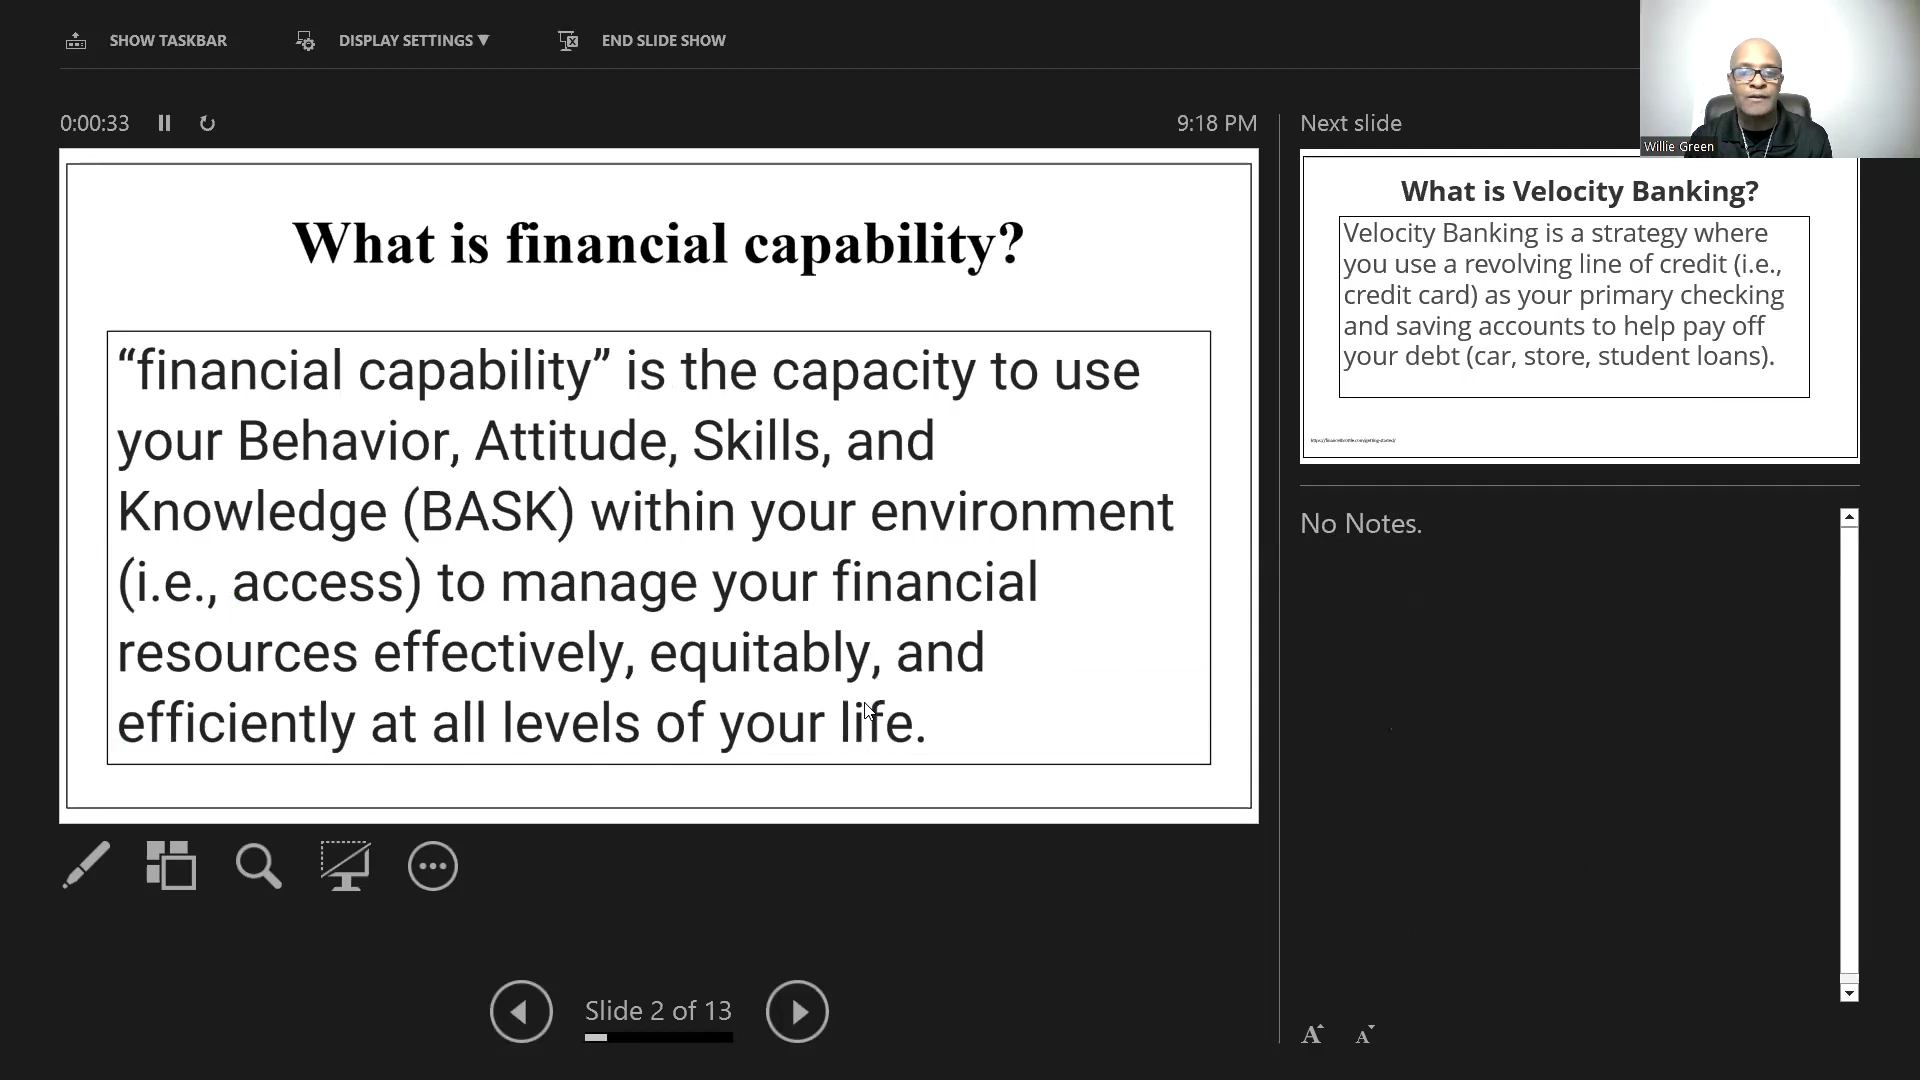 SHOW TASKBAR
DISPLAY SETTINGS ▼
END SLIDE SHOW
0:00:33
9:18 PM
Next slide
Willie Green
What is financial capability?
“financial capability” is the capacity to use
your Behavior, Attitude, Skills, and
Knowledge (BASK) within your environment
(i.e., access) to manage your financial
resources effectively, equitably, and
efficiently at all levels of your life.
What is Velocity Banking?
Velocity Banking is a strategy where
you use a revolving line of credit (i.e.,
credit card) as your primary checking
and saving accounts to help pay off
your debt (car, store, student loans).
No Notes.
Slide 2 of 13
A A